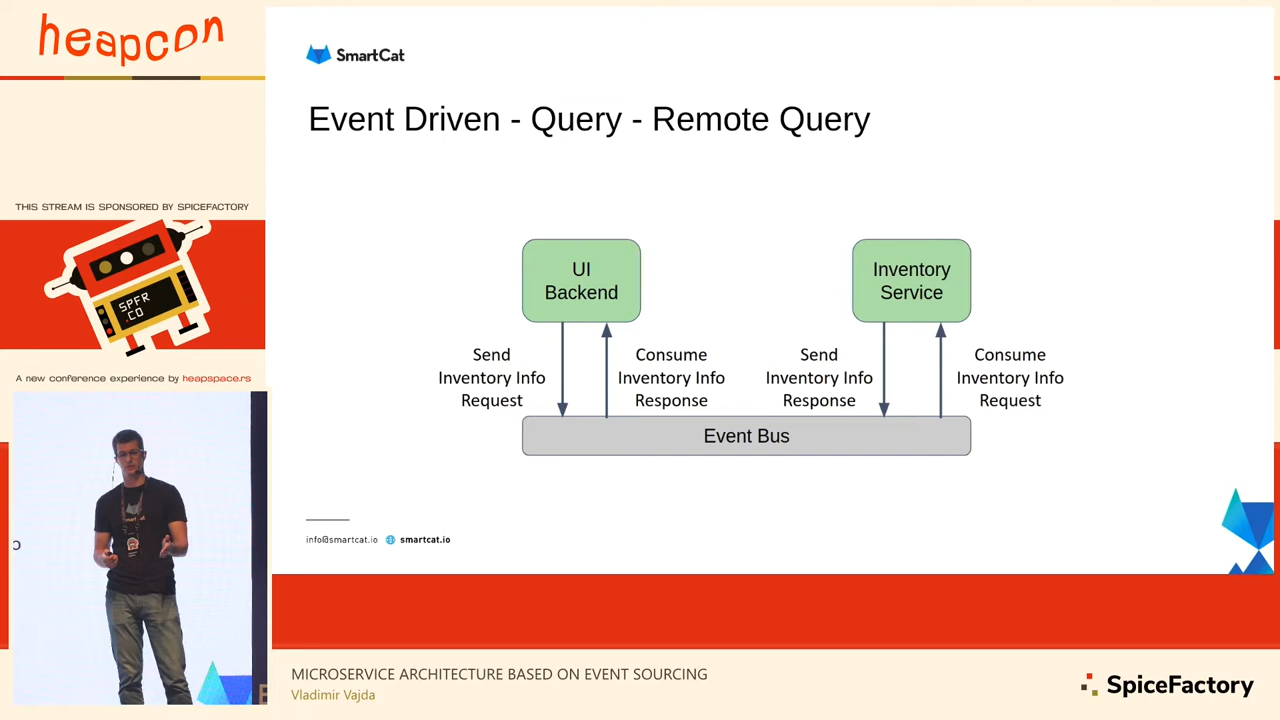 heapcon
THIS STREAM IS SPONSORED BY SPICEFACTORY
SPFR
.CO
A new conference experience by heapspace.rs
SmartCat
Event Driven - Query - Remote Query
UI
Backend
Inventory
Service
Send
Inventory Info
Request
Consume
Inventory Info
Response
Send
Inventory Info
Response
Consume
Inventory Info
Request
Event Bus
info@smartcat.io smartcat.io
MICROSERVICE ARCHITECTURE BASED ON EVENT SOURCING
Vladimir Vajda
SpiceFactory